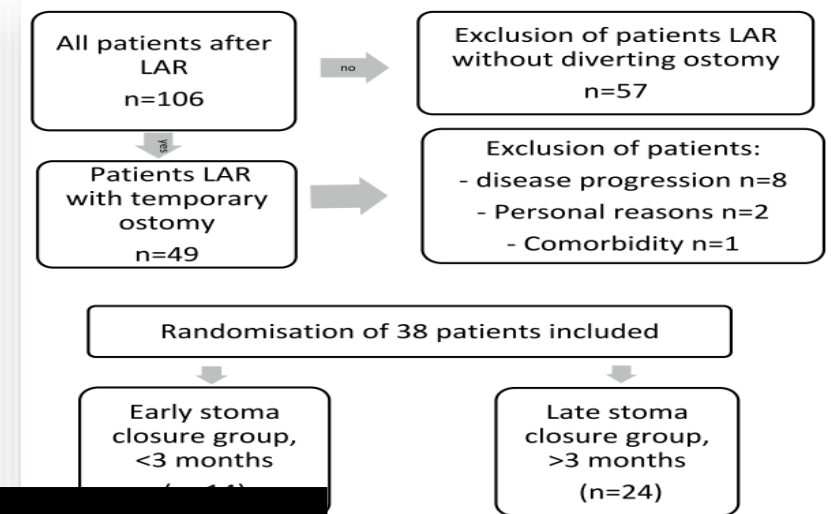 All patients after
LAR
n=106
no
Exclusion of patients LAR
without diverting ostomy
n=57
yes
Patients LAR
with temporary
ostomy
n=49
Exclusion of patients:
- disease progression n=8
- Personal reasons n=2
- Comorbidity n=1
Randomisation of 38 patients included
Early stoma
closure group,
<3 months
Late stoma
closure group,
>3 months
(n=24)